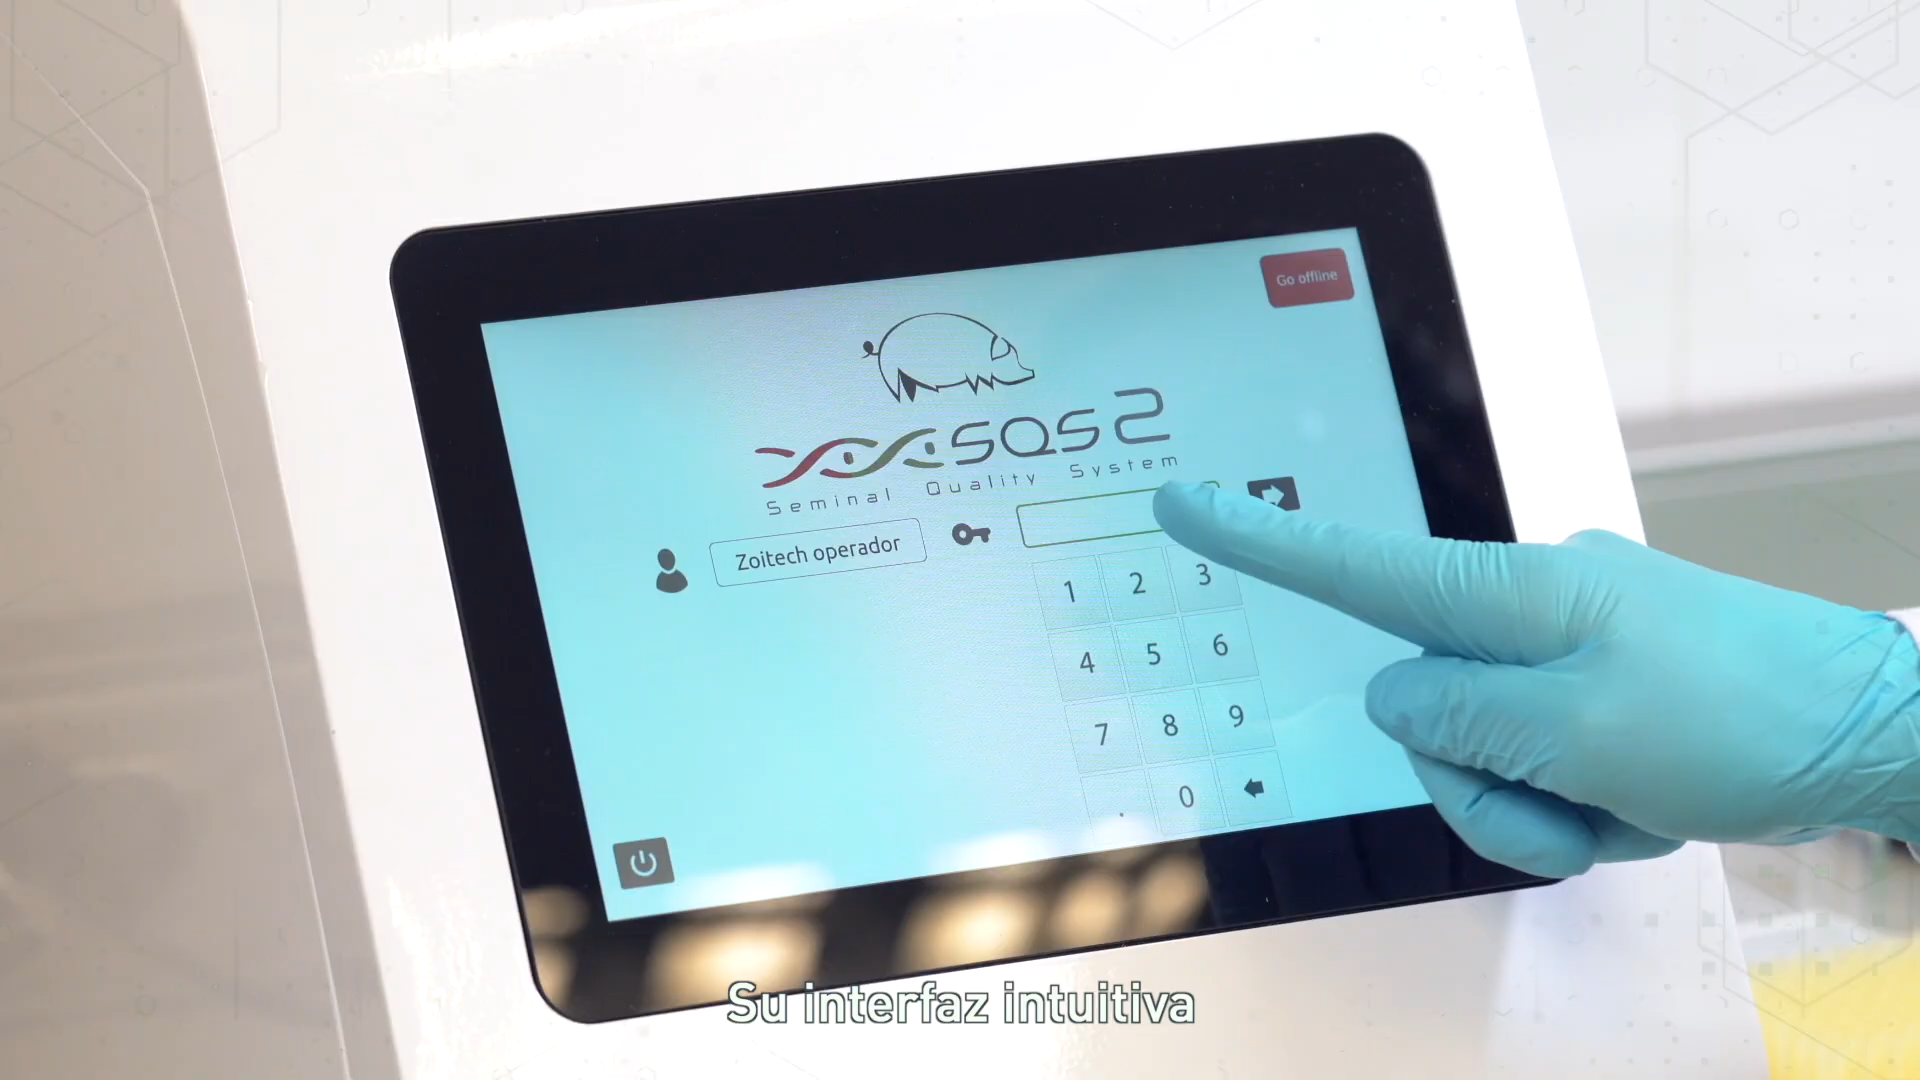 Go offline
SQS2
Seminal Quality System
Zoitech operador
1 2 3
4 5 6
7 8 9
. 0
Su interfaz intuitiva